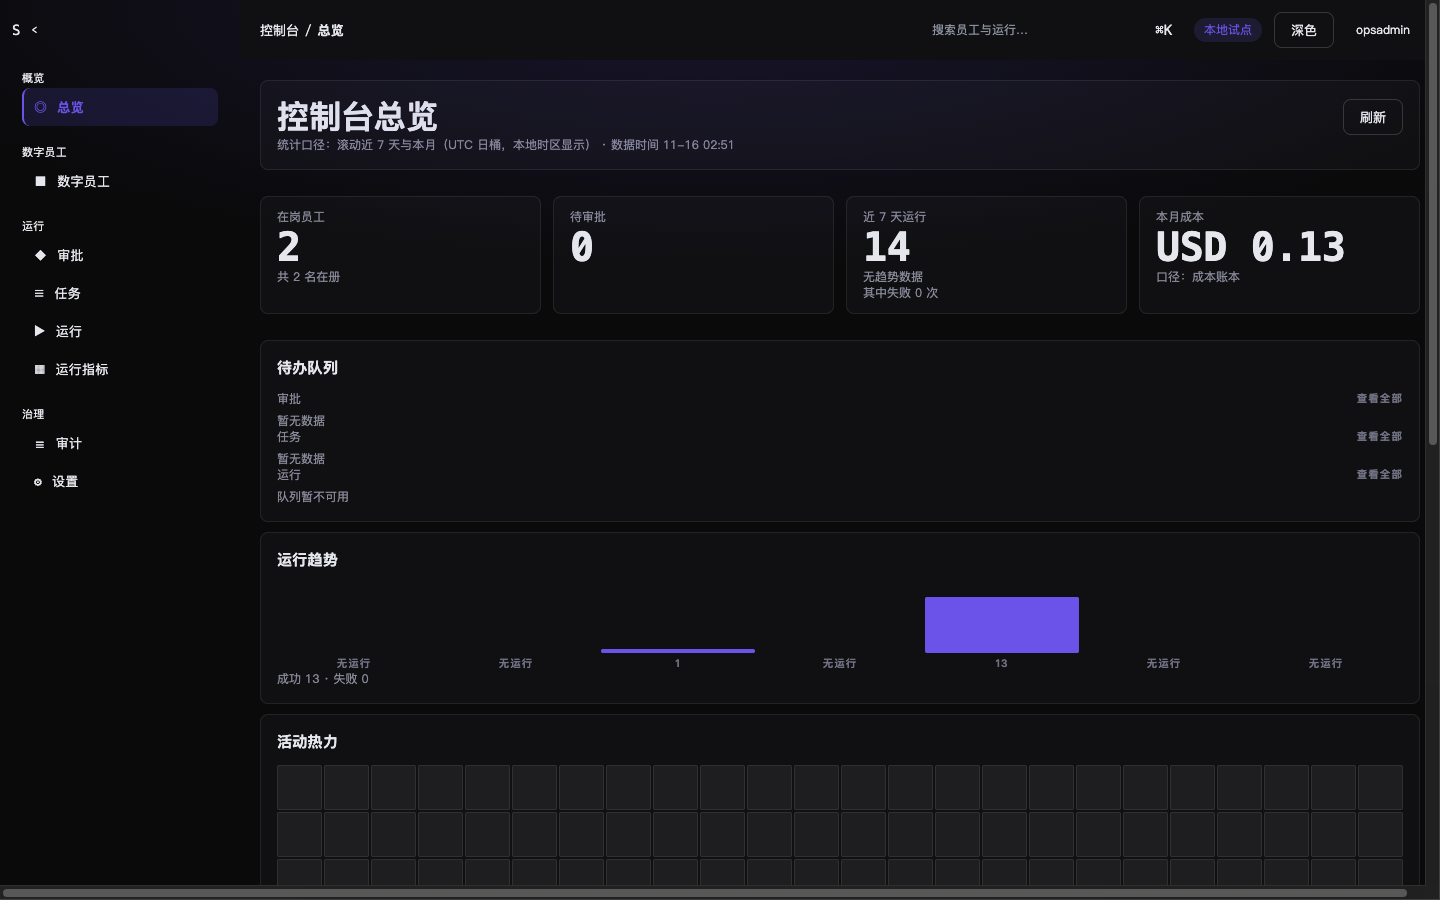 S <
控制台 / 总览
搜索员工与运行...
⌘K
本地试点
深色
opsadmin
概览
总览
数字员工
数字员工
运行
审批
任务
运行
运行指标
治理
审计
设置
控制台总览
统计口径：滚动近 7 天与本月（UTC 日桶，本地时区显示） · 数据时间 11-16 02:51
刷新
在岗员工
2
共 2 名在册
待审批
0
近 7 天运行
14
无趋势数据
其中失败 0 次
本月成本
USD 0.13
口径：成本账本
待办队列
审批 查看全部
暂无数据
任务 查看全部
暂无数据
运行 查看全部
队列暂不可用
运行趋势
无运行 无运行 1 无运行 13 无运行 无运行
成功 13 · 失败 0
活动热力